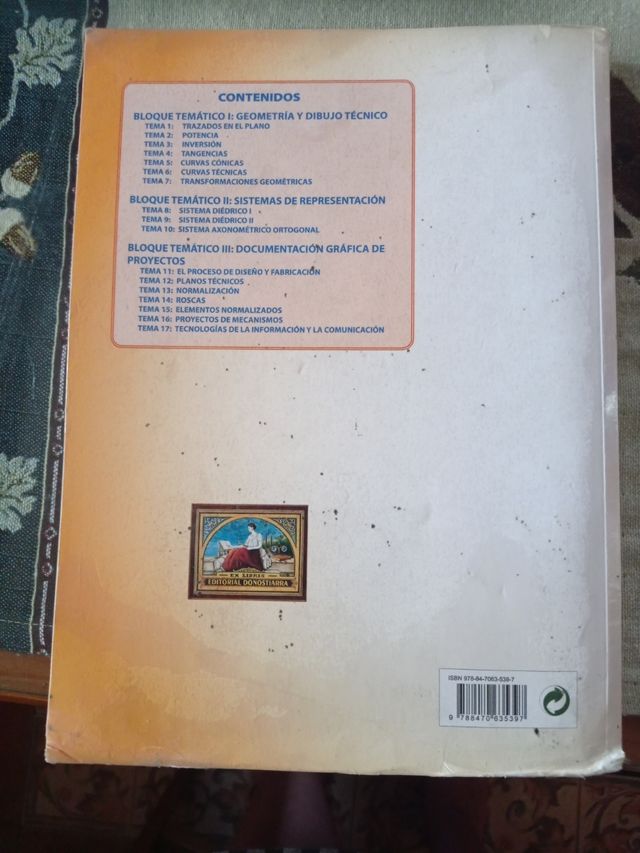 CONTENIDOS
BLOQUE TEMÁTICO I: GEOMETRÍA Y DIBUJO TÉCNICO
TEMA 1: TRAZADOS EN EL PLANO
TEMA 2: POTENCIA
TEMA 3: INVERSIÓN
TEMA 4: TANGENCIAS
TEMA 5: CURVAS CÓNICAS
TEMA 6: CURVAS TÉCNICAS
TEMA 7: TRANSFORMACIONES GEOMÉTRICAS
BLOQUE TEMÁTICO II: SISTEMAS DE REPRESENTACIÓN
TEMA 8: SISTEMA DIÉDRICO I
TEMA 9: SISTEMA DIÉDRICO II
TEMA 10: SISTEMA AXONOMÉTRICO ORTOGONAL
BLOQUE TEMÁTICO III: DOCUMENTACIÓN GRÁFICA DE
PROYECTOS
TEMA 11: EL PROCESO DE DISEÑO Y FABRICACIÓN
TEMA 12: PLANOS TÉCNICOS
TEMA 13: NORMALIZACIÓN
TEMA 14: ROSCAS
TEMA 15: ELEMENTOS NORMALIZADOS
TEMA 16: PROYECTOS DE MECANISMOS
TEMA 17: TECNOLOGÍAS DE LA INFORMACIÓN Y LA COMUNICACIÓN
EX LIBRIS
EDITORIAL DONOSTIARRA
ISBN 978-84-7063-539-7
9 788470 635397